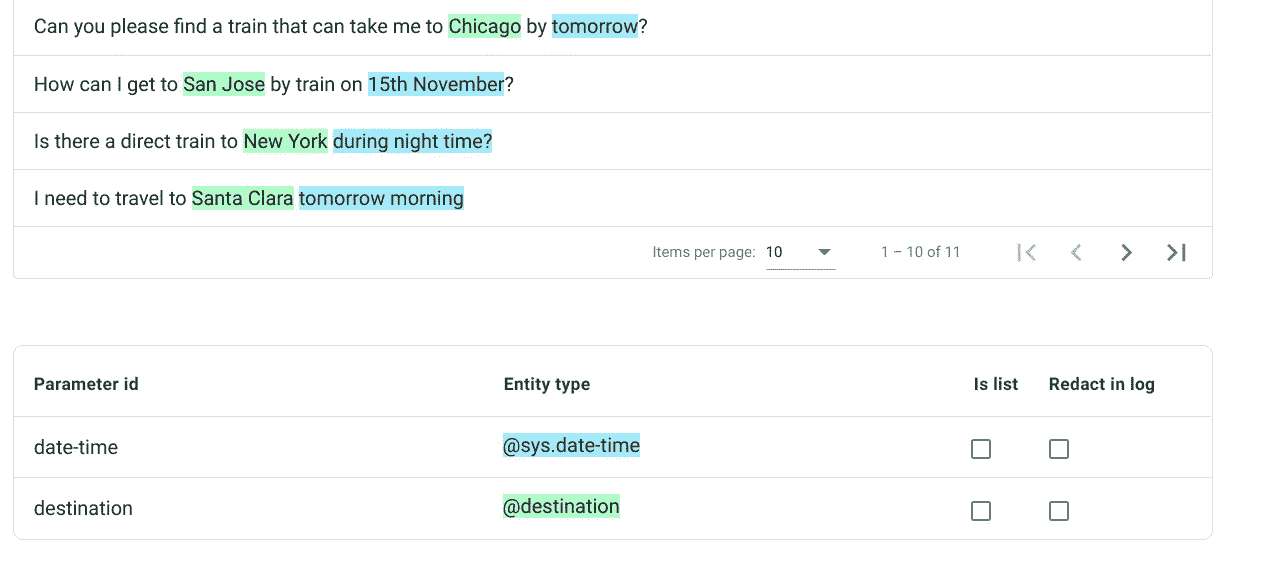 Can you please find a train that can take me to Chicago by tomorrow?
How can I get to San Jose by train on 15th November?
Is there a direct train to New York during night time?
I need to travel to Santa Clara tomorrow morning
Items per page: 10 1 – 10 of 11
Parameter id Entity type Is list Redact in log
date-time @sys.date-time
destination @destination